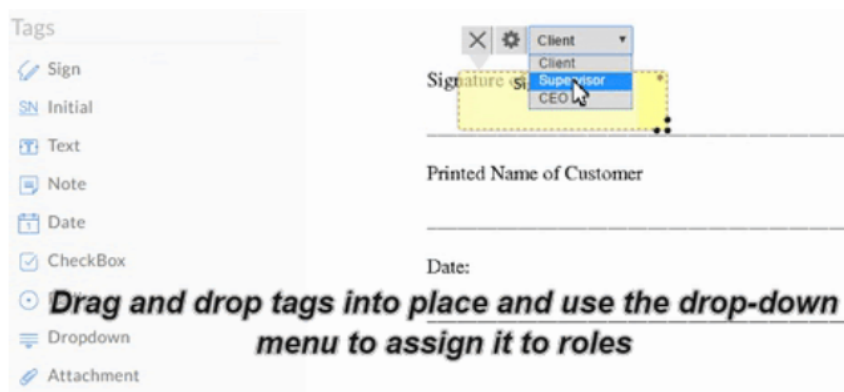 Tags
Sign
SN Initial
Text
Note
1 Date
CheckBox
Dropdown
Attachment
Client
Client
Supervisor
CEO
Signature
Printed Name of Customer
Date:
Drag and drop tags into place and use the drop-down
menu to assign it to roles